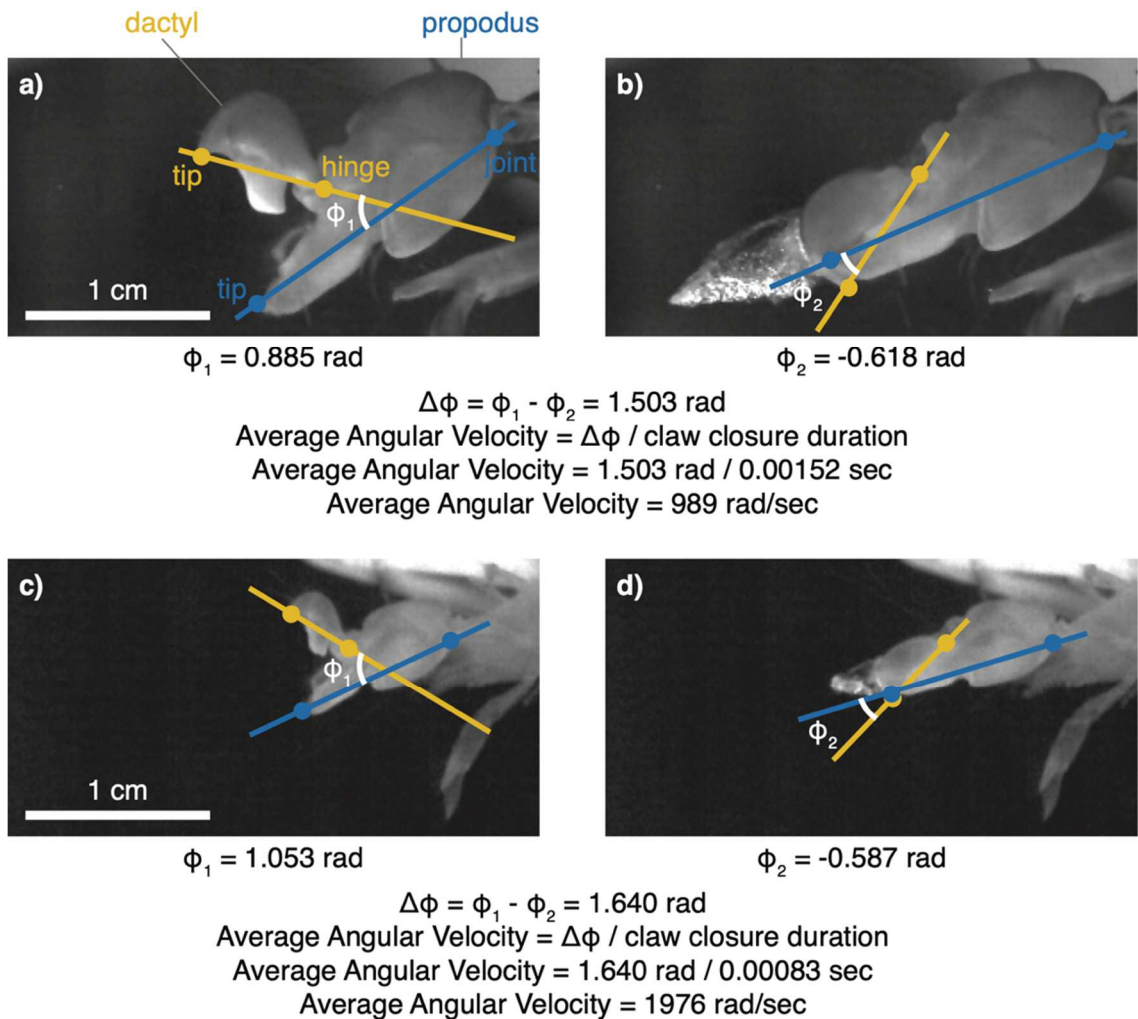 dactyl
propodus
a)
tip
hinge
joint
ϕ₁
tip
1 cm
b)
ϕ₂
ϕ₁ = 0.885 rad
ϕ₂ = -0.618 rad
Δϕ = ϕ₁ - ϕ₂ = 1.503 rad
Average Angular Velocity = Δϕ / claw closure duration
Average Angular Velocity = 1.503 rad / 0.00152 sec
Average Angular Velocity = 989 rad/sec
c)
ϕ₁
1 cm
d)
ϕ₂
ϕ₁ = 1.053 rad
ϕ₂ = -0.587 rad
Δϕ = ϕ₁ - ϕ₂ = 1.640 rad
Average Angular Velocity = Δϕ / claw closure duration
Average Angular Velocity = 1.640 rad / 0.00083 sec
Average Angular Velocity = 1976 rad/sec